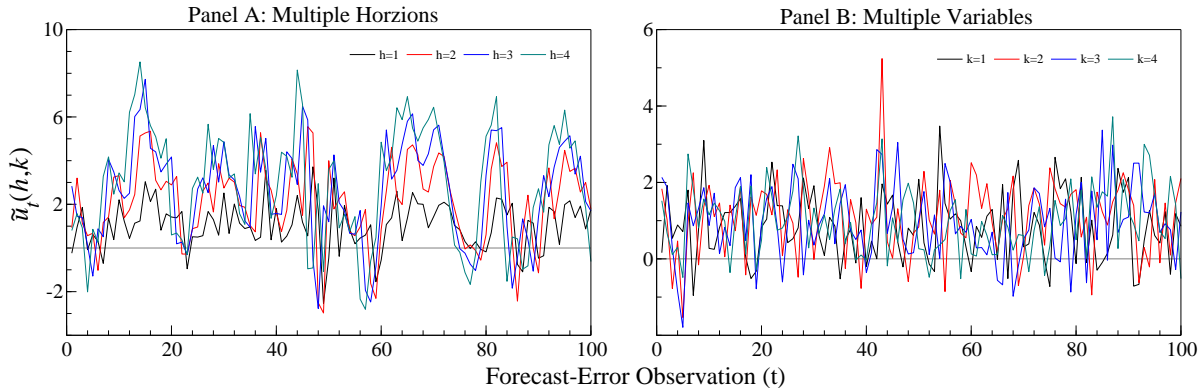 Panel A: Multiple Horzions
10
6
2
-2
0 20 40 60 80 100
h=1 h=2 h=3 h=4
ũₜ(h,k)
Panel B: Multiple Variables
6
4
2
0
0 20 40 60 80 100
k=1 k=2 k=3 k=4
Forecast-Error Observation (t)